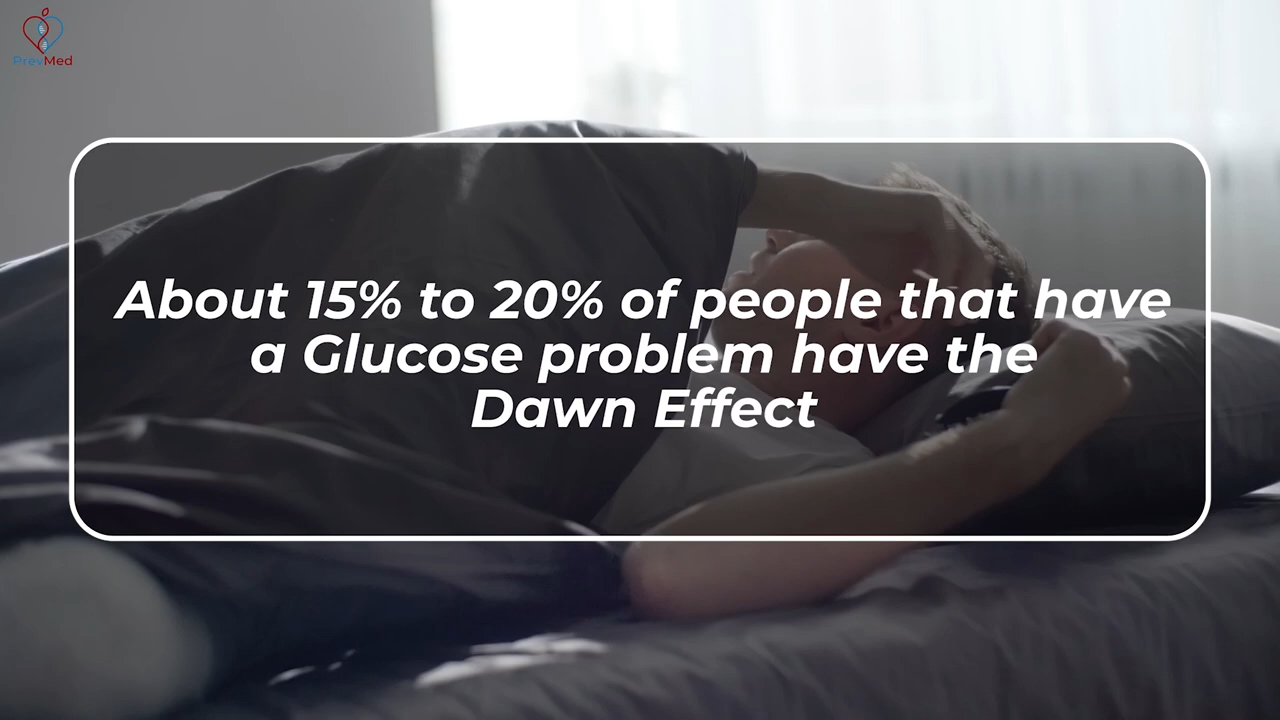 PrevMed
About 15% to 20% of people that have
a Glucose problem have the
Dawn Effect